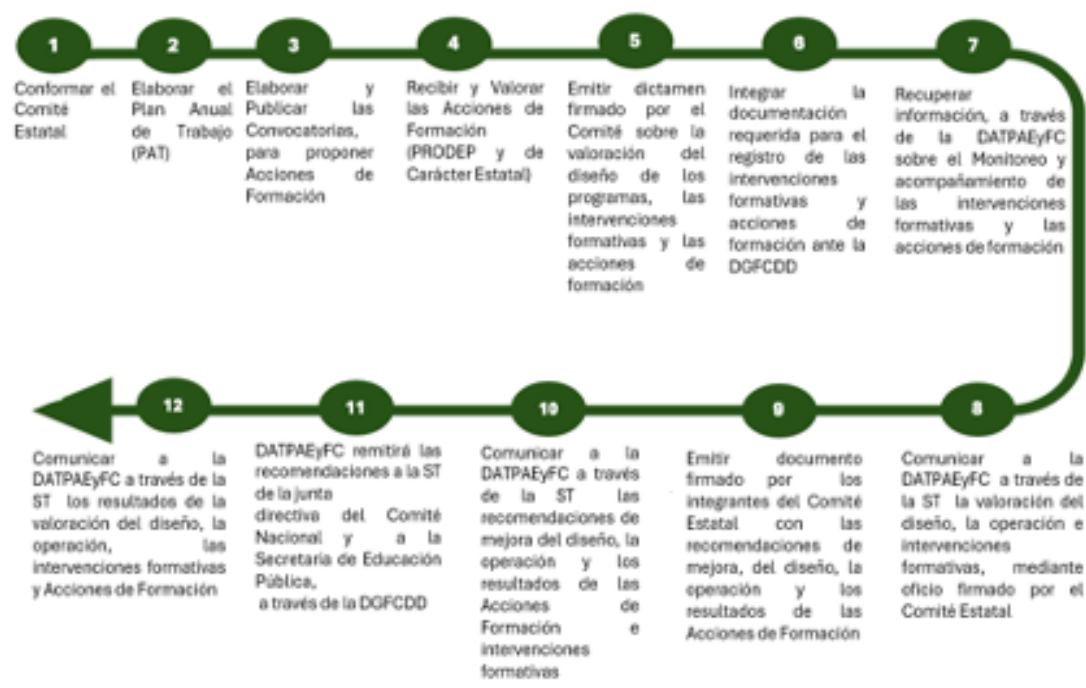 1
Conformar el
Comité
Estatal
2
Elaborar el
Plan Anual
de Trabajo
(PAT)
3
Elaborar y
Publicar las
Convocatorias,
para proponer
Acciones de
Formación
4
Recibir y Valorar
las Acciones de
Formación
(PRODEP y de
Carácter Estatal)
5
Emitir dictamen
firmado por el
Comité sobre la
valoración del
diseño de los
programas, las
intervenciones
formativas y las
acciones de
formación
6
Integrar la
documentación
requerida para el
registro de las
intervenciones
formativas y
acciones de
formación ante la
DGFCDD
7
Recuperar
información, a través
de la DATPAEyFC
sobre el Monitoreo y
acompañamiento de
las intervenciones
formativas y las
acciones de formación
8
Comunicar a la
DATPAEyFC a través de
la ST la valoración del
diseño, la operación e
intervenciones
formativas, mediante
oficio firmado por el
Comité Estatal
9
Emitir documento
firmado por los
integrantes del Comité
Estatal con las
recomendaciones de
mejora, del diseño, la
operación y los
resultados de las
Acciones de Formación
10
Comunicar a la
DATPAEyFC a través
de la ST las
recomendaciones de
mejora del diseño, la
operación y los
resultados de las
Acciones de
Formación e
intervenciones
formativas
11
DATPAEyFC remitirá las
recomendaciones a la ST
de la junta
directiva del Comité
Nacional y a la
Secretaría de Educación
Pública,
a través de la DGFCDD
12
Comunicar a la
DATPAEyFC a través de la
ST los resultados de la
valoración del diseño, la
operación, las
intervenciones formativas
y Acciones de Formación